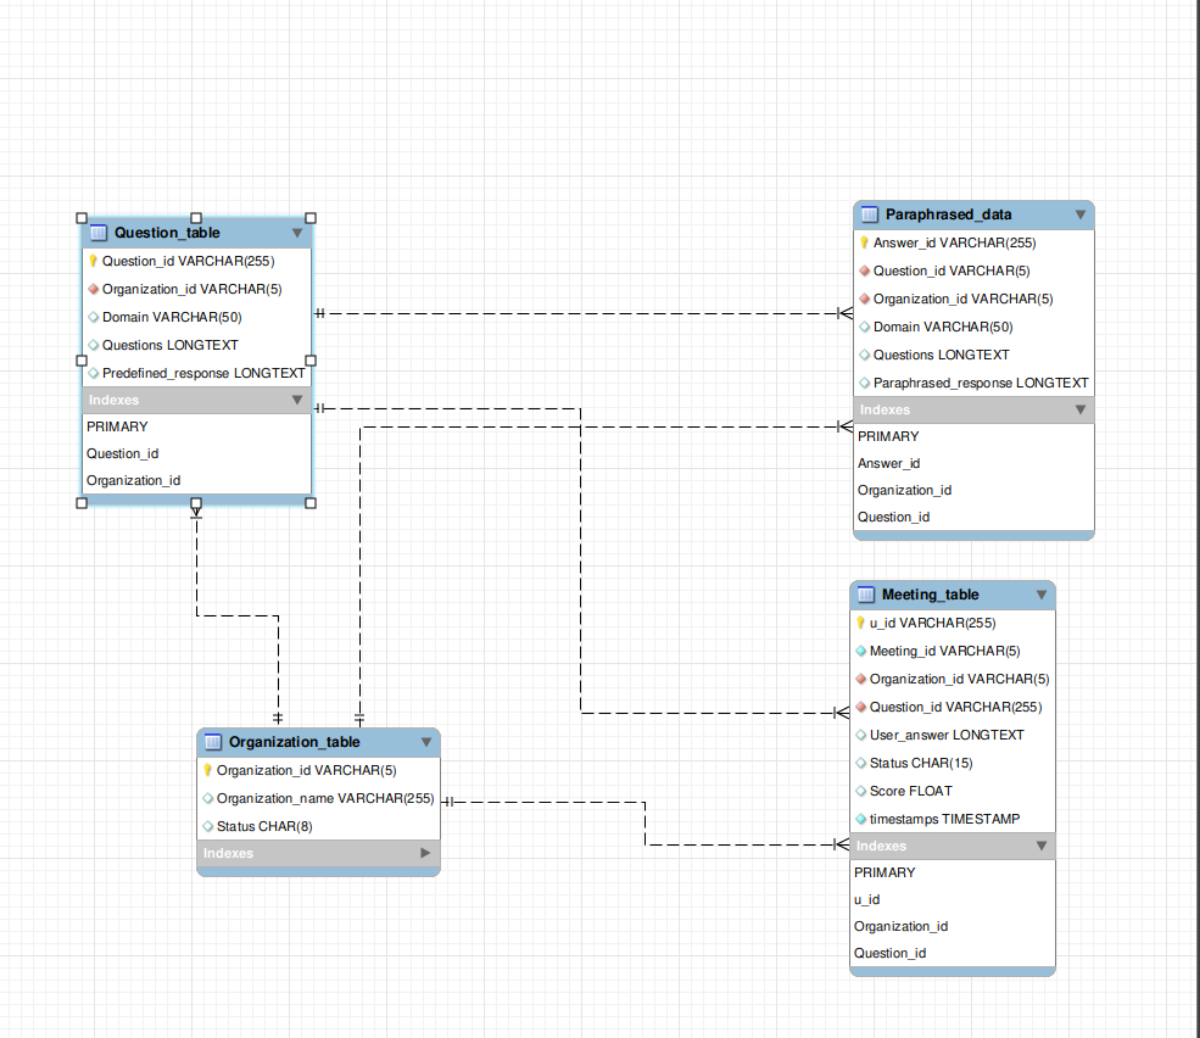 Question_table
Question_id VARCHAR(255)
Organization_id VARCHAR(5)
Domain VARCHAR(50)
Questions LONGTEXT
Predefined_response LONGTEXT
Indexes
PRIMARY
Question_id
Organization_id
Paraphrased_data
Answer_id VARCHAR(255)
Question_id VARCHAR(5)
Organization_id VARCHAR(5)
Domain VARCHAR(50)
Questions LONGTEXT
Paraphrased_response LONGTEXT
Indexes
PRIMARY
Answer_id
Organization_id
Question_id
Organization_table
Organization_id VARCHAR(5)
Organization_name VARCHAR(255)
Status CHAR(8)
Indexes
Meeting_table
u_id VARCHAR(255)
Meeting_id VARCHAR(5)
Organization_id VARCHAR(5)
Question_id VARCHAR(255)
User_answer LONGTEXT
Status CHAR(15)
Score FLOAT
timestamps TIMESTAMP
Indexes
PRIMARY
u_id
Organization_id
Question_id